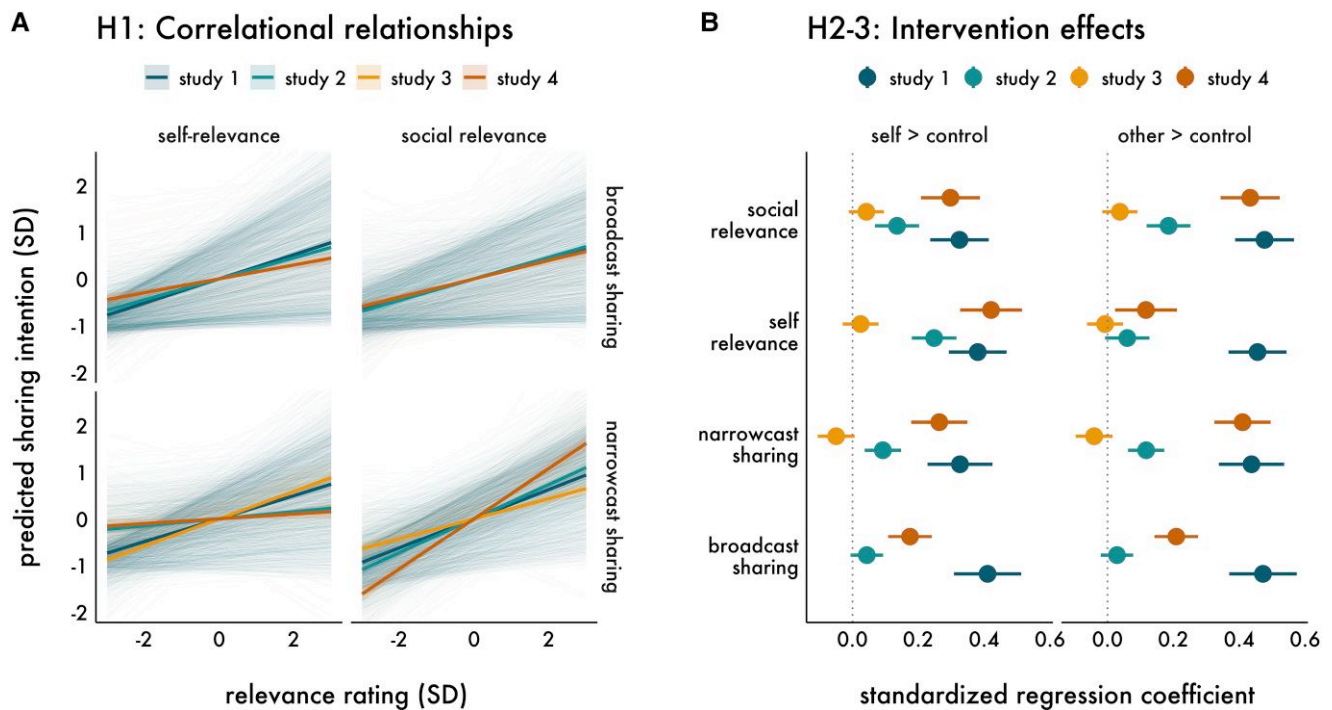 A H1: Correlational relationships
study 1 study 2 study 3 study 4
self-relevance social relevance
predicted sharing intention (SD)
2
1
0
-1
-2
broadcast sharing
2
1
0
-1
-2
narrowcast sharing
-2 0 2 -2 0 2
relevance rating (SD)
B H2-3: Intervention effects
study 1 study 2 study 3 study 4
self > control other > control
social
relevance
self
relevance
narrowcast
sharing
broadcast
sharing
0.0 0.2 0.4 0.6 0.0 0.2 0.4 0.6
standardized regression coefficient